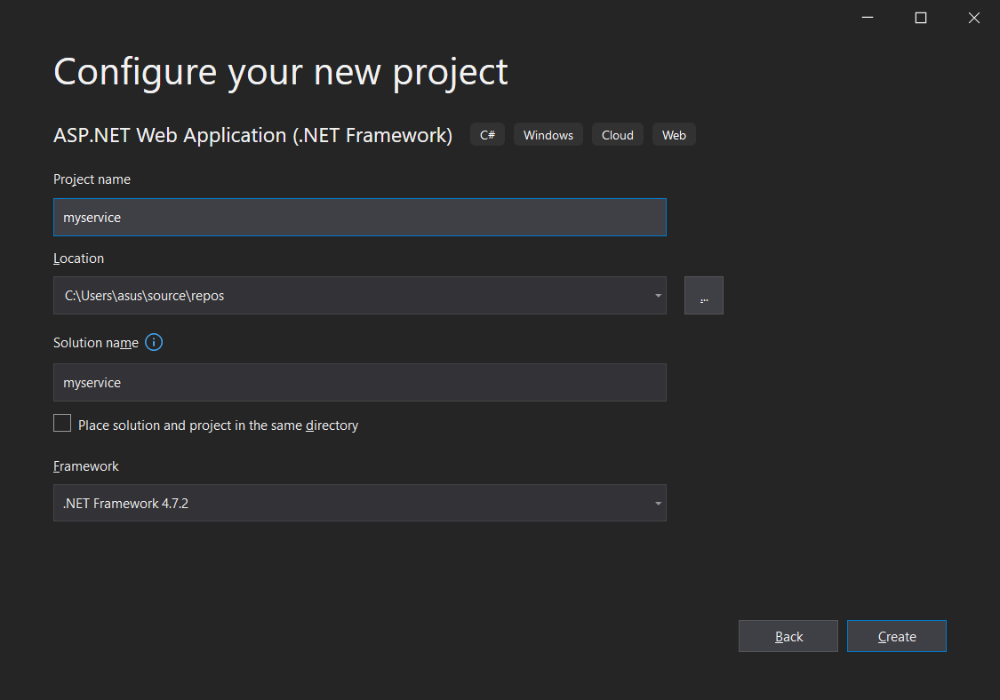 Configure your new project
ASP.NET Web Application (.NET Framework) C# Windows Cloud Web
Project name
myservice
Location
C:\Users\asus\source\repos
...
Solution name
myservice
Place solution and project in the same directory
Framework
.NET Framework 4.7.2
Back Create